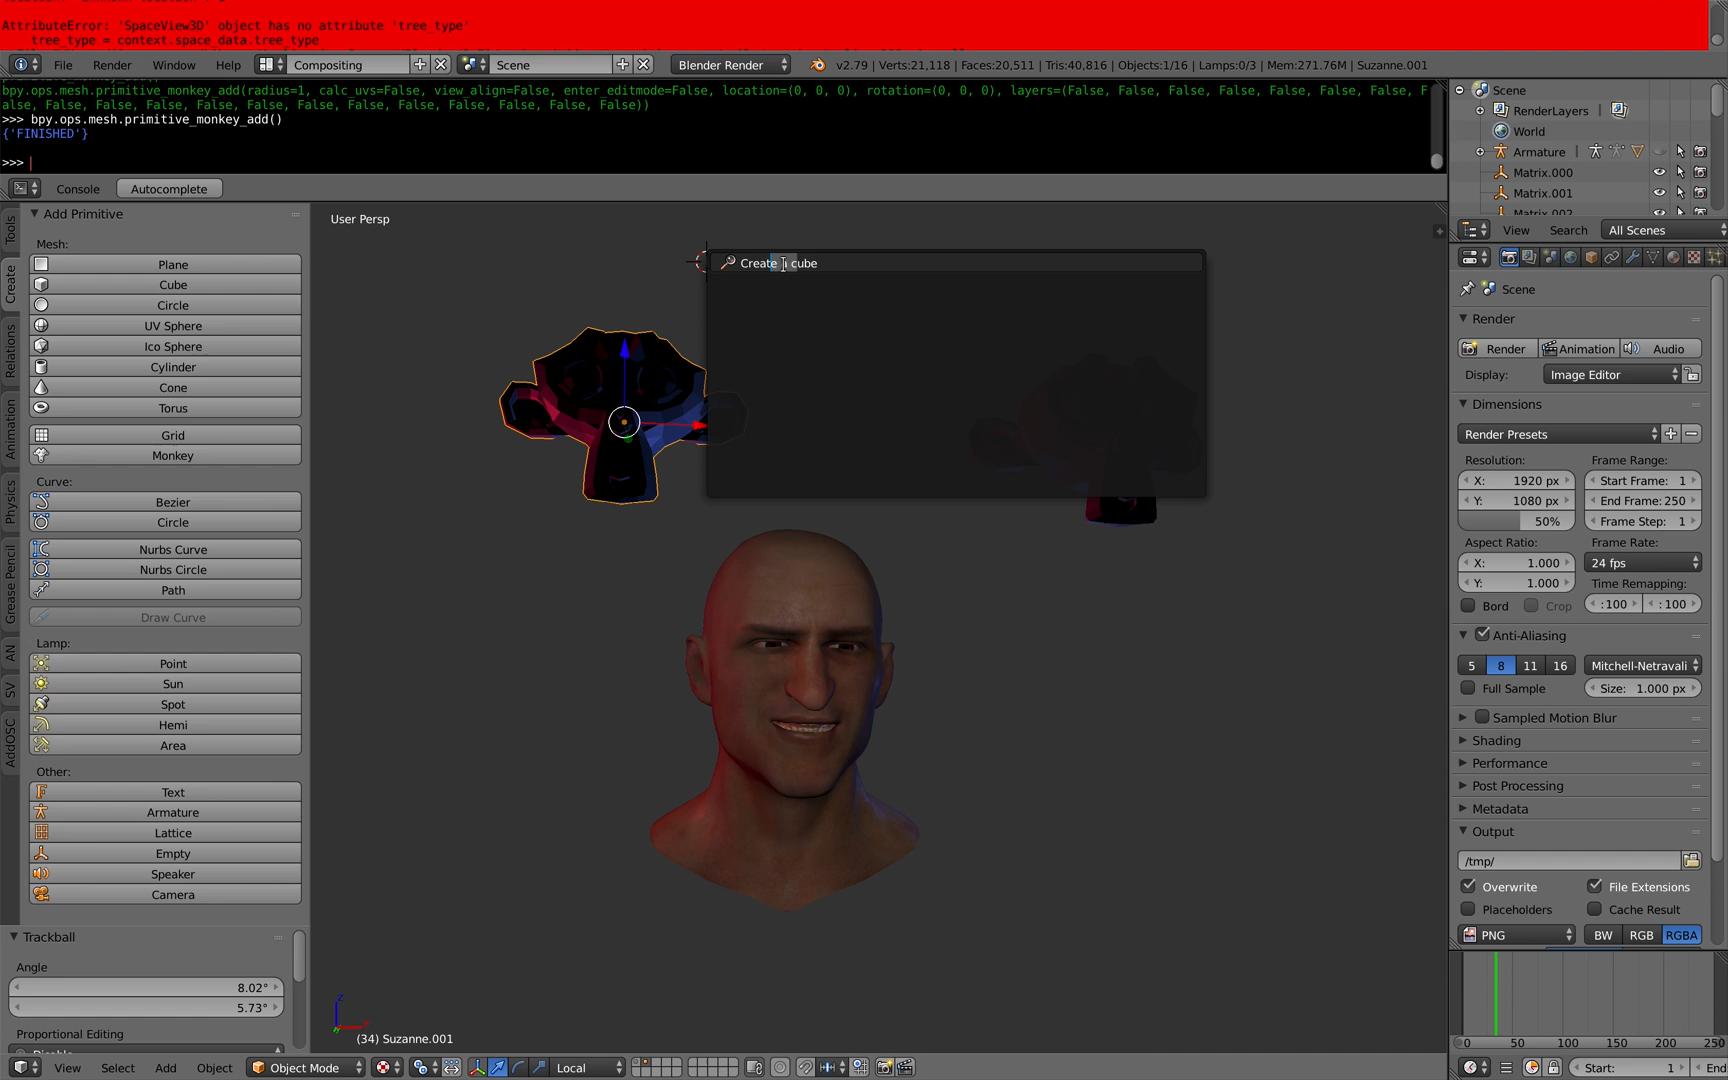 AttributeError: 'SpaceView3D' object has no attribute 'tree_type'
tree_type = context.space_data.tree_type
File Render Window Help Compositing Scene Blender Render v2.79 | Verts:21,118 | Faces:20,511 | Tris:40,816 | Objects:1/16 | Lamps:0/3 | Mem:271.76M | Suzanne.001
bpy.ops.mesh.primitive_monkey_add(radius=1, calc_uvs=False, view_align=False, enter_editmode=False, location=(0, 0, 0), rotation=(0, 0, 0), layers=(False, False, False, False, False, False, False, F
alse, False, False, False, False, False, False, False, False, False, False, False, False))
>>> bpy.ops.mesh.primitive_monkey_add()
{'FINISHED'}
>>>
Console Autocomplete
Tools
Create
Relations
Animation
Physics
Grease Pencil
AN
SV
AddOSC
Add Primitive
Mesh:
Plane
Cube
Circle
UV Sphere
Ico Sphere
Cylinder
Cone
Torus
Grid
Monkey
Curve:
Bezier
Circle
Nurbs Curve
Nurbs Circle
Path
Draw Curve
Lamp:
Point
Sun
Spot
Hemi
Area
Other:
Text
Armature
Lattice
Empty
Speaker
Camera
Trackball
Angle
8.02°
5.73°
Proportional Editing
User Persp
Create a cube
(34) Suzanne.001
View Select Add Object Object Mode Local
Scene
RenderLayers
World
Armature
Matrix.000
Matrix.001
Matrix.002
View Search All Scenes
Scene
Render
Render Animation Audio
Display: Image Editor
Dimensions
Render Presets
Resolution: Frame Range:
X: 1920 px Start Frame: 1
Y: 1080 px End Frame: 250
50% Frame Step: 1
Aspect Ratio: Frame Rate:
X: 1.000 24 fps
Y: 1.000 Time Remapping:
Bord Crop :100 : 100
Anti-Aliasing
5 8 11 16 Mitchell-Netravali
Full Sample Size: 1.000 px
Sampled Motion Blur
Shading
Performance
Post Processing
Metadata
Output
/tmp/
Overwrite File Extensions
Placeholders Cache Result
PNG BW RGB RGBA
0 50 100 150 200 250
Start: 1 End: